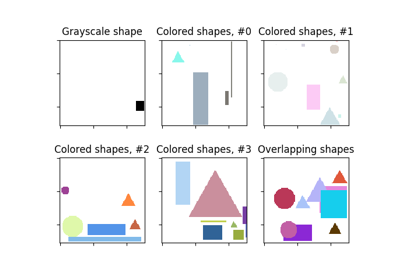 Grayscale shape
Colored shapes, #0
Colored shapes, #1
Colored shapes, #2
Colored shapes, #3
Overlapping shapes